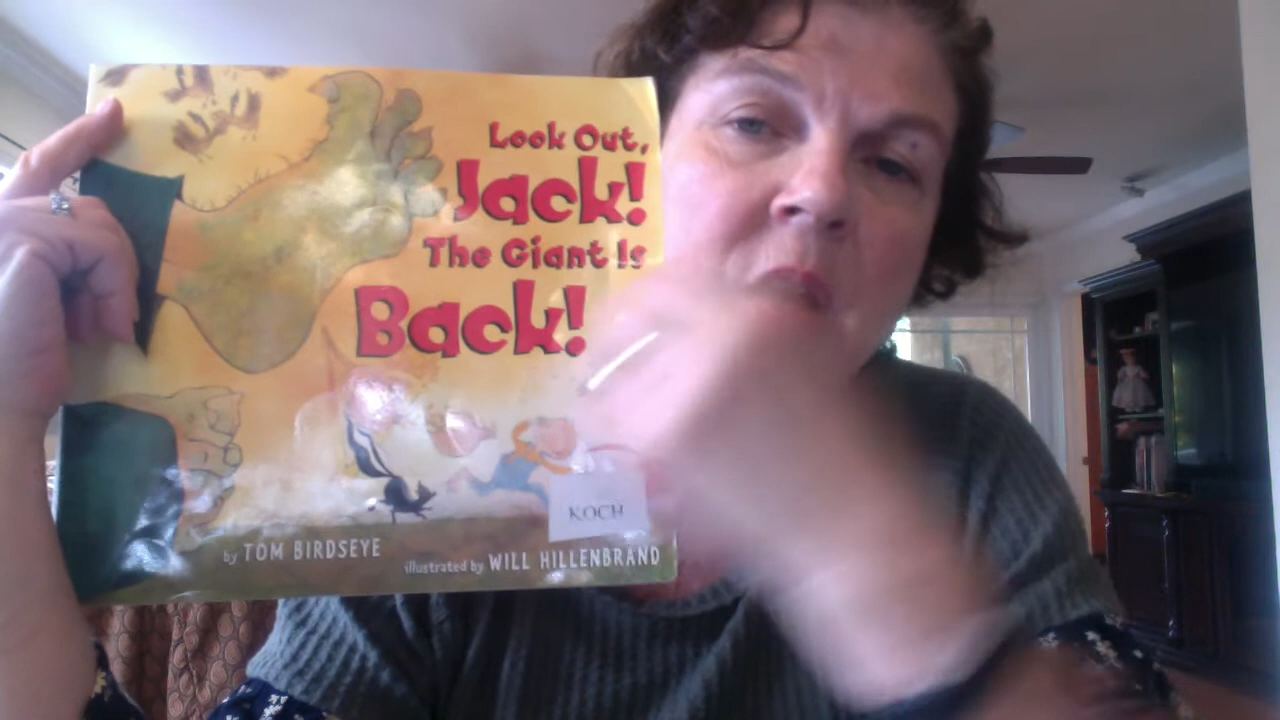 Look Out,
Jack!
The Giant Is
Back!
KOCH
by TOM BIRDSEYE
illustrated by WILL HILLENBRAND